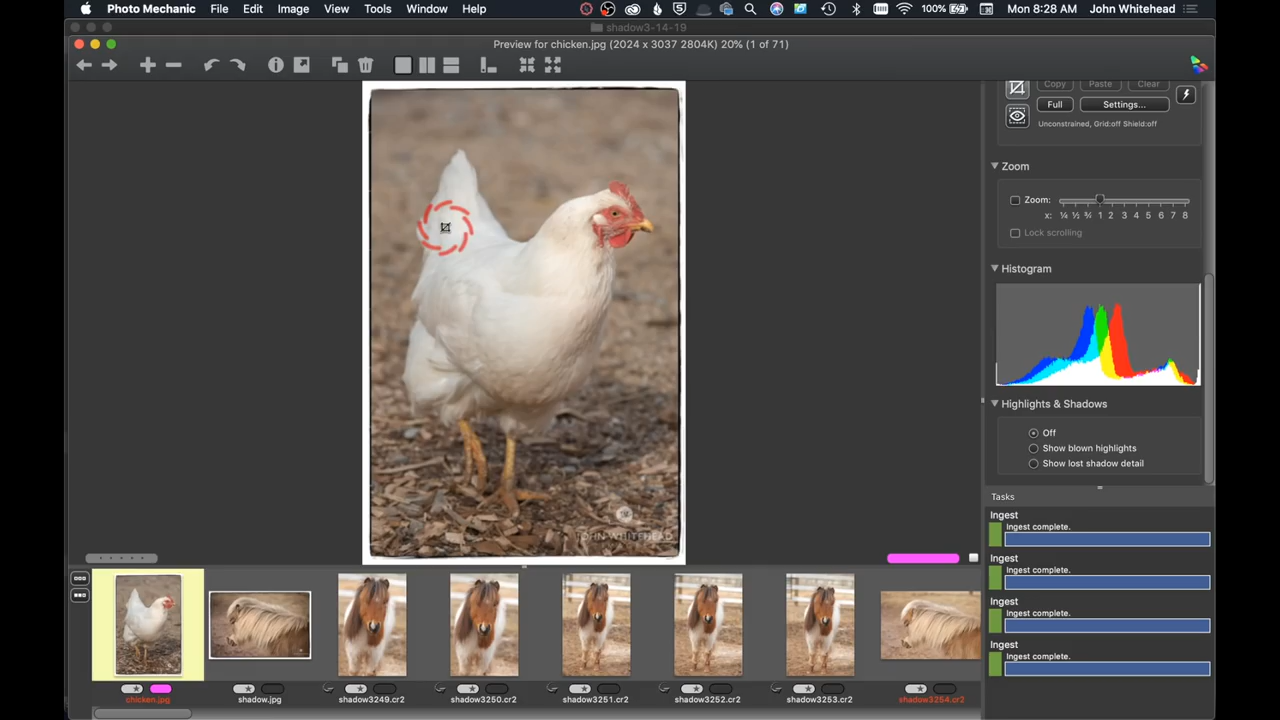 Photo Mechanic File Edit Image View Tools Window Help 100% Mon 8:28 AM John Whitehead
shadow3-14-19
Preview for chicken.jpg (2024 x 3037 2804K) 20% (1 of 71)
Copy Paste Clear
Full Settings...
Unconstrained, Grid:off Shield:off
Zoom
Zoom:
x: ¼ ½ ¾ 1 2 3 4 5 6 7 8
Lock scrolling
Histogram
Highlights & Shadows
Off
Show blown highlights
Show lost shadow detail
Tasks
Ingest
Ingest complete.
Ingest
Ingest complete.
Ingest
Ingest complete.
Ingest
Ingest complete.
JOHN WHITEHEAD
chicken.jpg shadow.jpg shadow3249.cr2 shadow3250.cr2 shadow3251.cr2 shadow3252.cr2 shadow3253.cr2 shadow3254.cr2